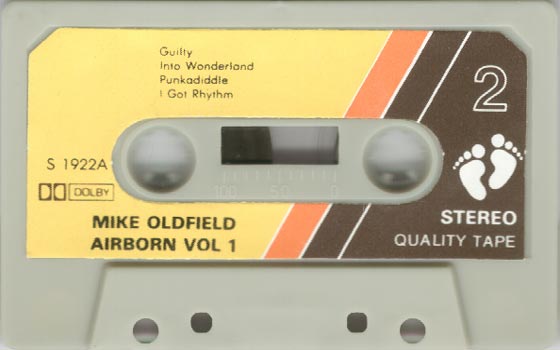 Guilty
Into Wonderland
Punkadiddle
I Got Rhythm
2
S 1922A
DOLBY
100 50 0
MIKE OLDFIELD
AIRBORN VOL 1
STEREO
QUALITY TAPE